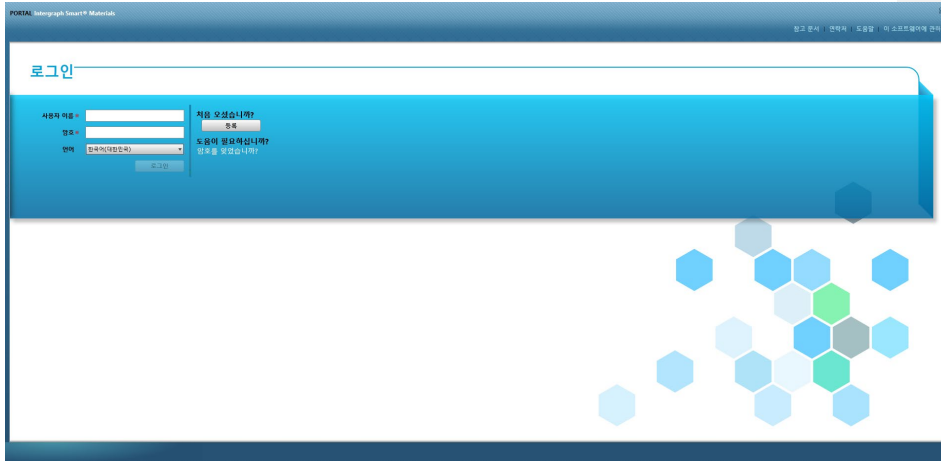 PORTAL Intergraph Smart® Materials
참고 문서 | 연락처 | 도움말 | 이 소프트웨어에 관하
로그인
사용자 이름 *
암호 *
언어 한국어(대한민국)
로그인
처음 오셨습니까?
등록
도움이 필요하십니까?
암호를 잊었습니까?